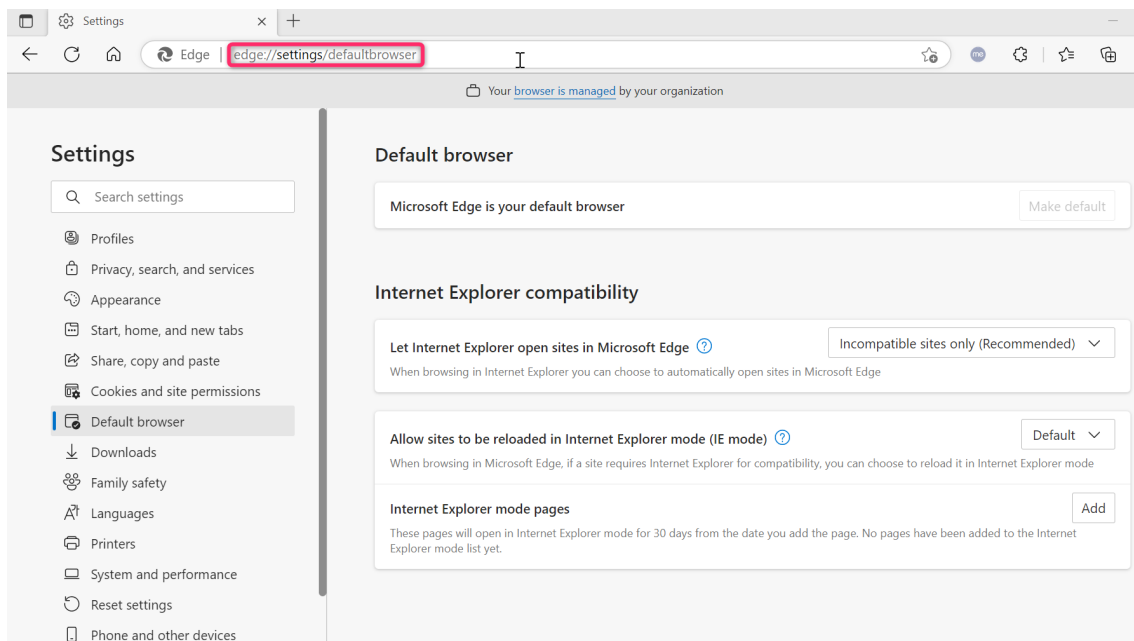 Settings
Edge
edge://settings/defaultbrowser
me
Your browser is managed by your organization
Settings
Search settings
Profiles
Privacy, search, and services
Appearance
Start, home, and new tabs
Share, copy and paste
Cookies and site permissions
Default browser
Downloads
Family safety
Languages
Printers
System and performance
Reset settings
Phone and other devices
Default browser
Microsoft Edge is your default browser
Make default
Internet Explorer compatibility
Let Internet Explorer open sites in Microsoft Edge
Incompatible sites only (Recommended)
When browsing in Internet Explorer you can choose to automatically open sites in Microsoft Edge
Allow sites to be reloaded in Internet Explorer mode (IE mode)
Default
When browsing in Microsoft Edge, if a site requires Internet Explorer for compatibility, you can choose to reload it in Internet Explorer mode
Internet Explorer mode pages
Add
These pages will open in Internet Explorer mode for 30 days from the date you add the page. No pages have been added to the Internet
Explorer mode list yet.